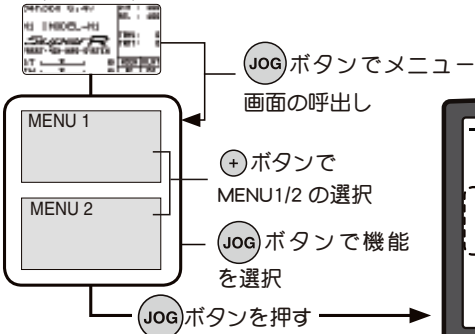 M1 [MODEL-M1
Super R
JOGボタンでメニュー
画面の呼出し
MENU 1
+ボタンで
MENU1/2 の選択
MENU 2
JOGボタンで機能
を選択
JOGボタンを押す